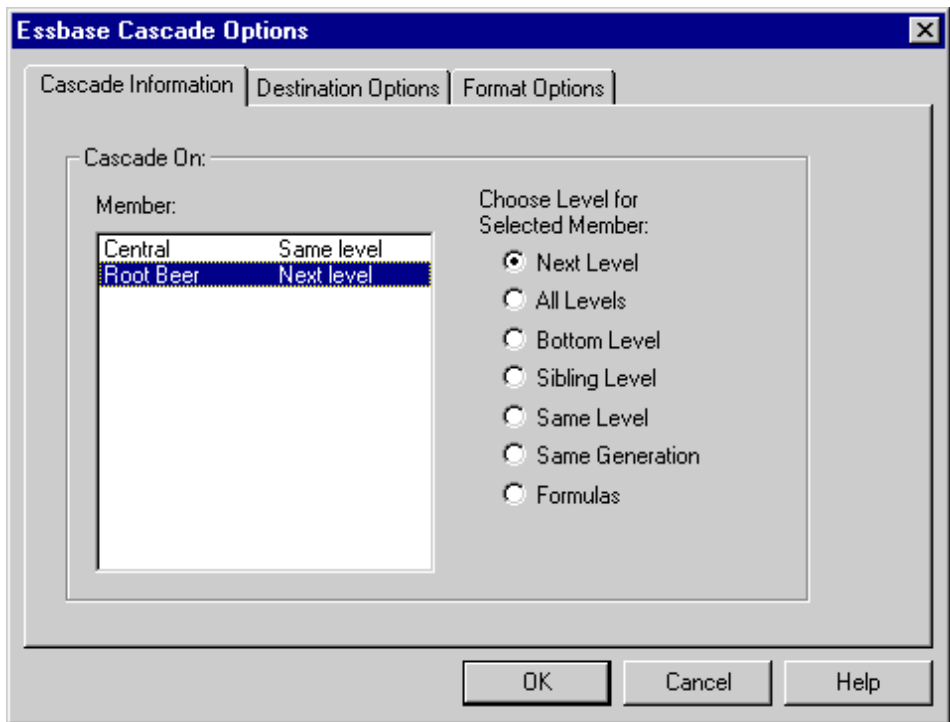 Essbase Cascade Options
Cascade Information Destination Options Format Options
Cascade On:
Member:
Central Same level
Root Beer Next level
Choose Level for
Selected Member:
Next Level
All Levels
Bottom Level
Sibling Level
Same Level
Same Generation
Formulas
OK Cancel Help